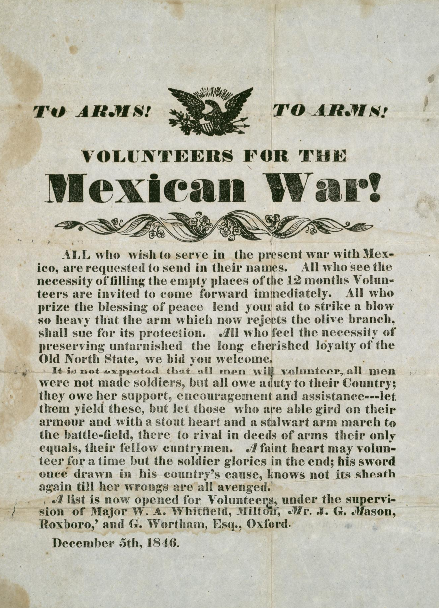 TO ARMS! TO ARMS!
VOLUNTEERS FOR THE
Mexican War!
ALL who wish to serve in the present war with Mex-
ico, are requested to send in their names. All who see the
necessity of filling the empty places of the 12 months Volun-
teers are invited to come forward immediately. All who
prize the blessing of peace lend your aid to strike a blow
so heavy that the arm which now rejects the olive branch,
shall sue for its protection. All who feel the necessity of
preserving untarnished the long cherished loyalty of the
Old North State, we bid you welcome.
It is not expected that all men will volunteer, all men
were not made soldiers, but all owe a duty to their Country;
they owe her support, encouragement and assistance---let
them yield these, but let those who are able gird on their
armour and with a stout heart and a stalwart arm march to
the battle-field, there to rival in deeds of arms their only
equals, their fellow cuntrymen. A faint heart may volun-
teer for a time but the soldier glories in the end; his sword
once drawn in his country's cause, knows not its sheath
again till her wrongs are all avenged.
A list is now opened for Volunteers, under the supervi-
sion of Major W. A. Whitfield, Milton, Mr. J. G. Mason,
Roxboro,' and G. Wortham, Esq., Oxford.
December 5th, 1846.